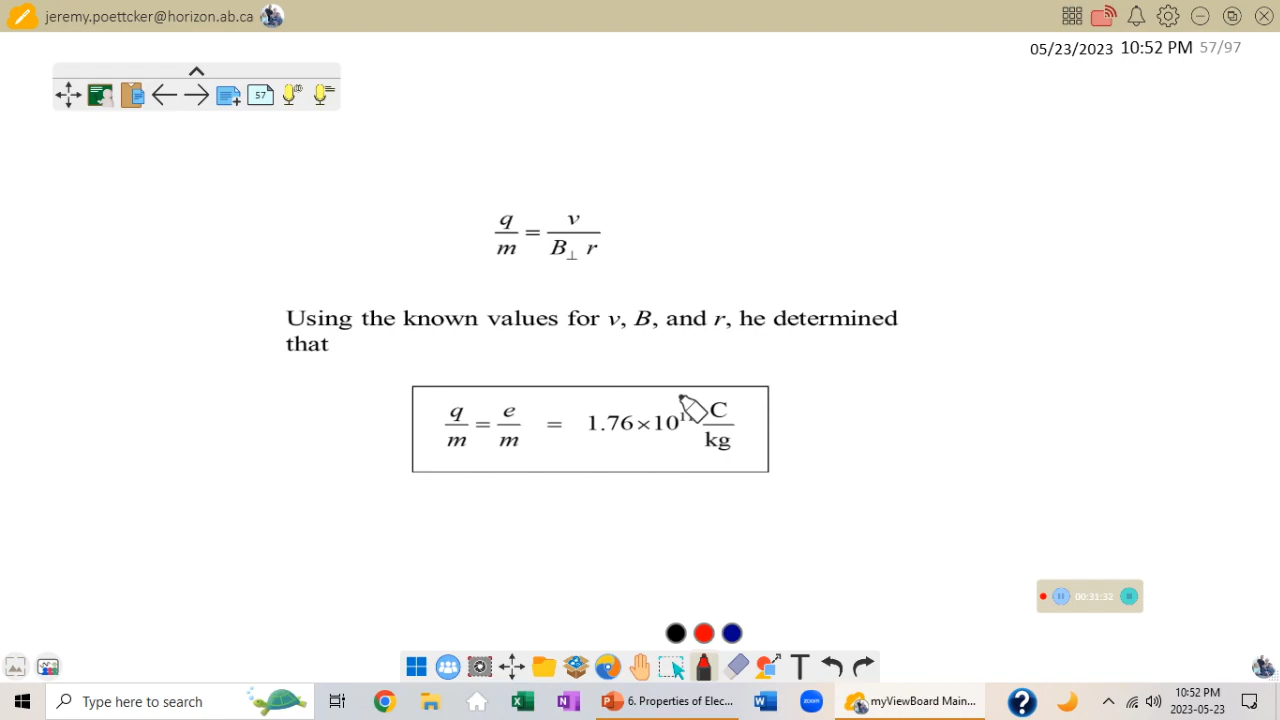 jeremy.poettcker@horizon.ab.ca
05/23/2023 10:52 PM 57/97
57
q/m = v/(B⊥ r)
Using the known values for v, B, and r, he determined
that
q/m = e/m = 1.76×10¹¹ C/kg
00:31:32
Type here to search
6. Properties of Elec...
zoom
myViewBoard Main...
10:52 PM
2023-05-23